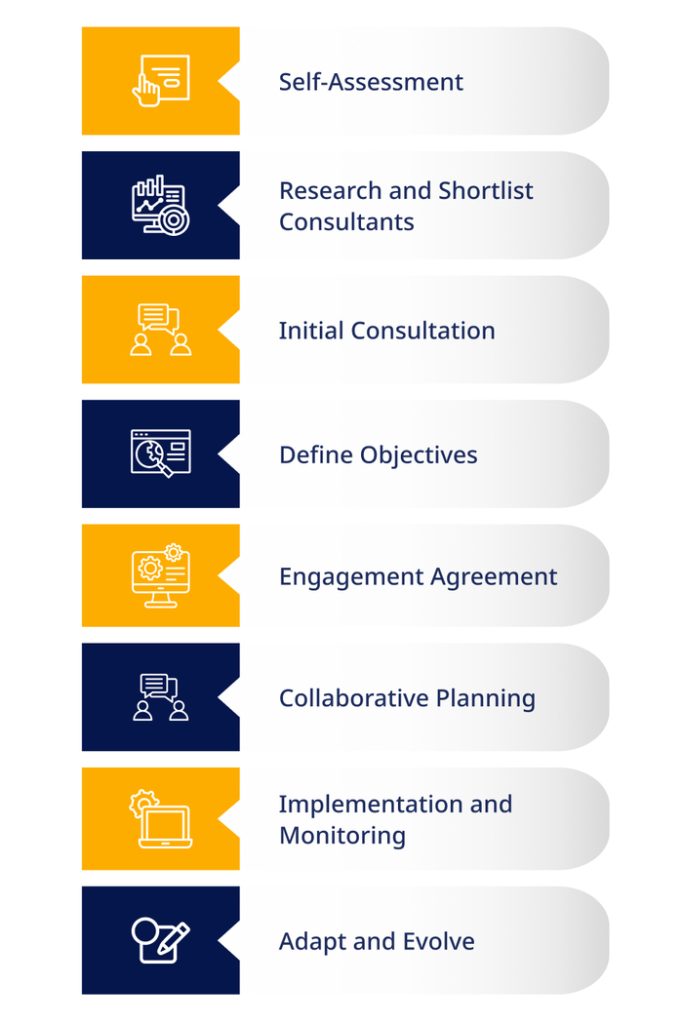 Self-Assessment
Research and Shortlist
Consultants
Initial Consultation
Define Objectives
Engagement Agreement
Collaborative Planning
Implementation and
Monitoring
Adapt and Evolve